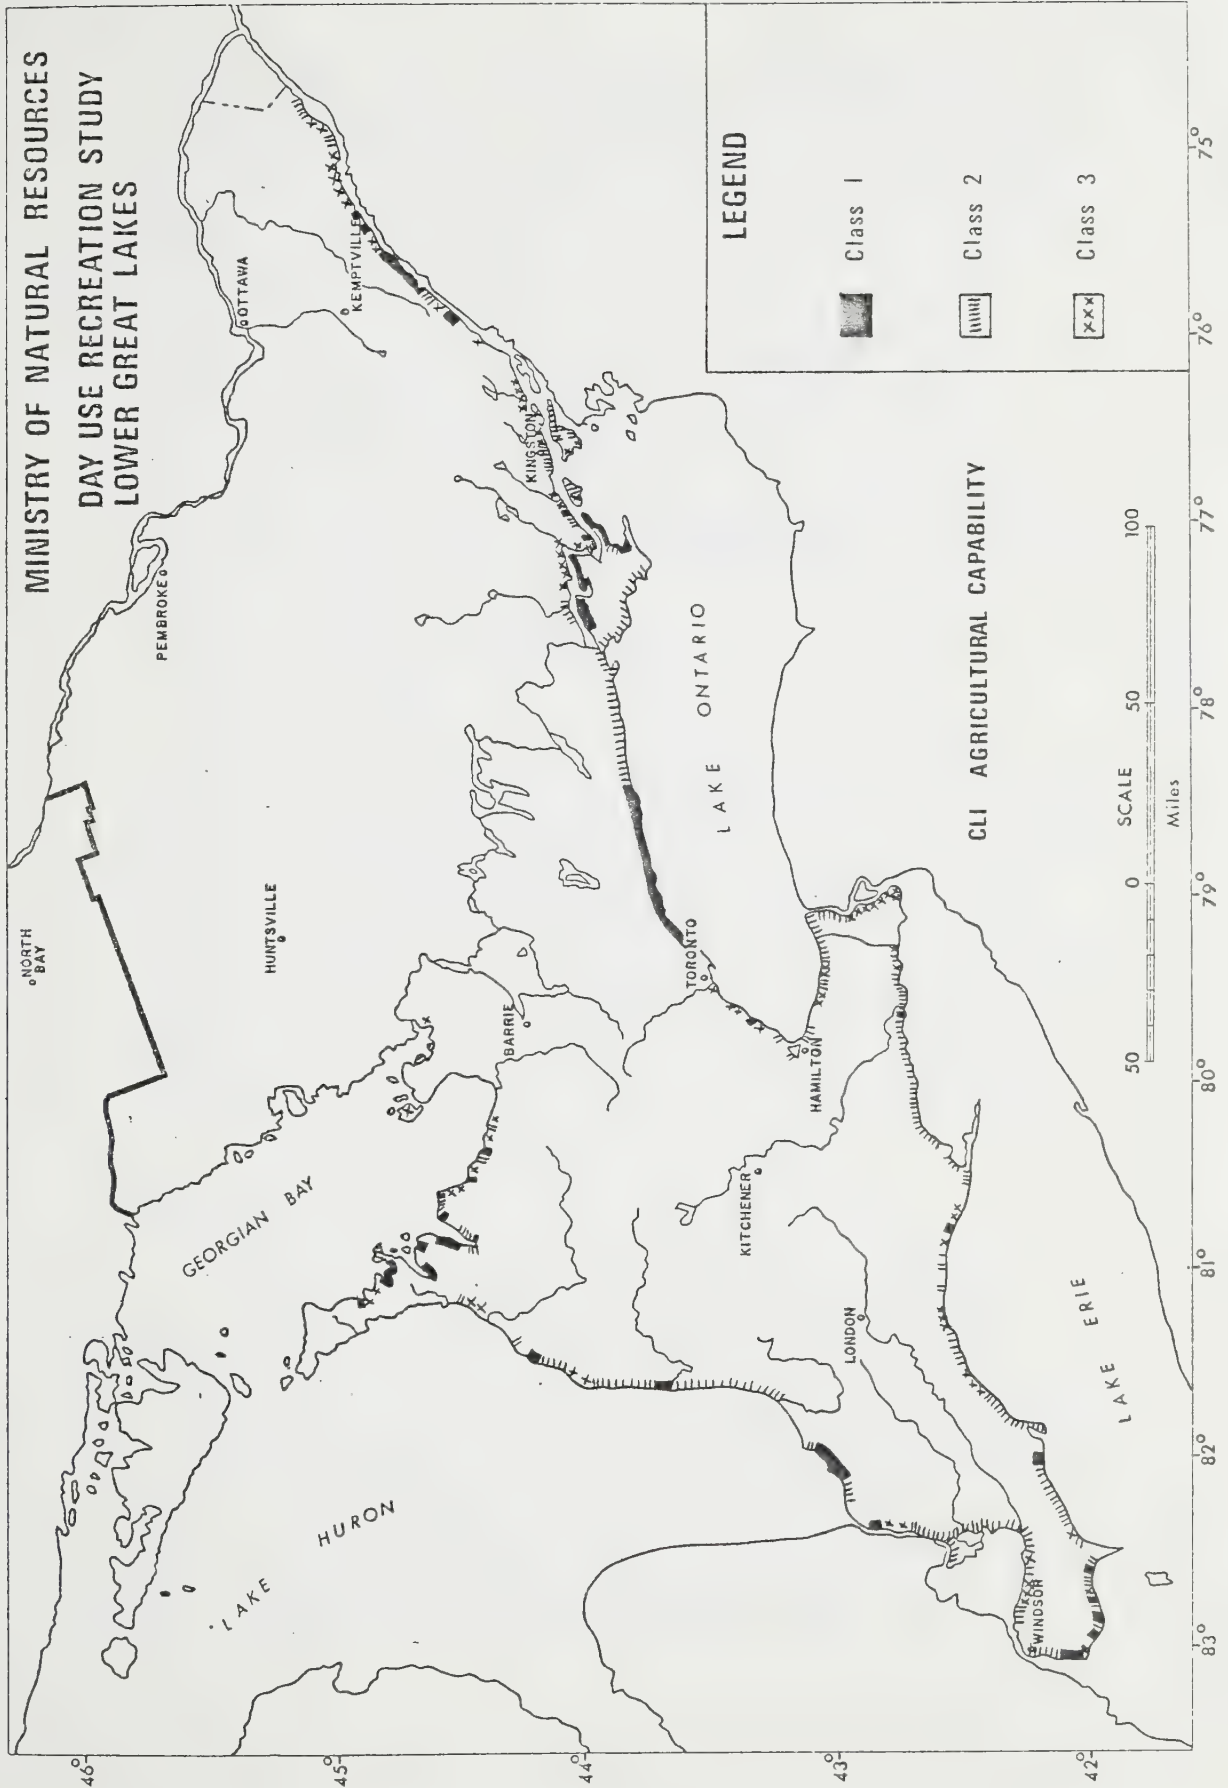 MINISTRY OF NATURAL RESOURCES
DAY USE RECREATION STUDY
LOWER GREAT LAKES
NORTH
BAY
PEMBROKE
OTTAWA
KEMPTVILLE
HUNTSVILLE
GEORGIAN BAY
BARRIE
KINGSTON
LAKE HURON
TORONTO
LAKE ONTARIO
KITCHENER
HAMILTON
LONDON
WINDSOR
LAKE ERIE
LEGEND
Class 1
Class 2
xxx Class 3
CLI AGRICULTURAL CAPABILITY
SCALE
50 0 50 100
Miles
46°
45°
44°
43°
42°
83° 82° 81° 80° 79° 78° 77° 76° 75°